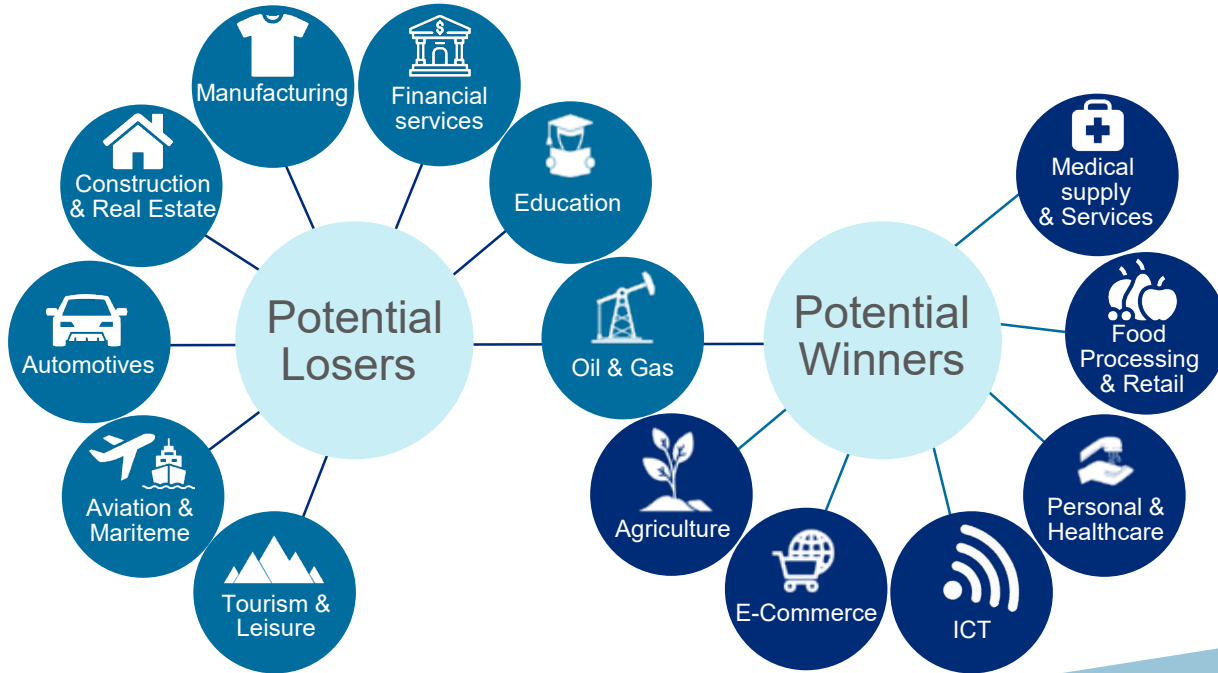 Manufacturing
Financial
services
Construction
& Real Estate
Education
Automotives
Potential
Losers
Oil & Gas
Aviation &
Mariteme
Tourism &
Leisure
Potential
Winners
Medical
supply
& Services
Food
Processing
& Retail
Personal &
Healthcare
ICT
E-Commerce
Agriculture
$